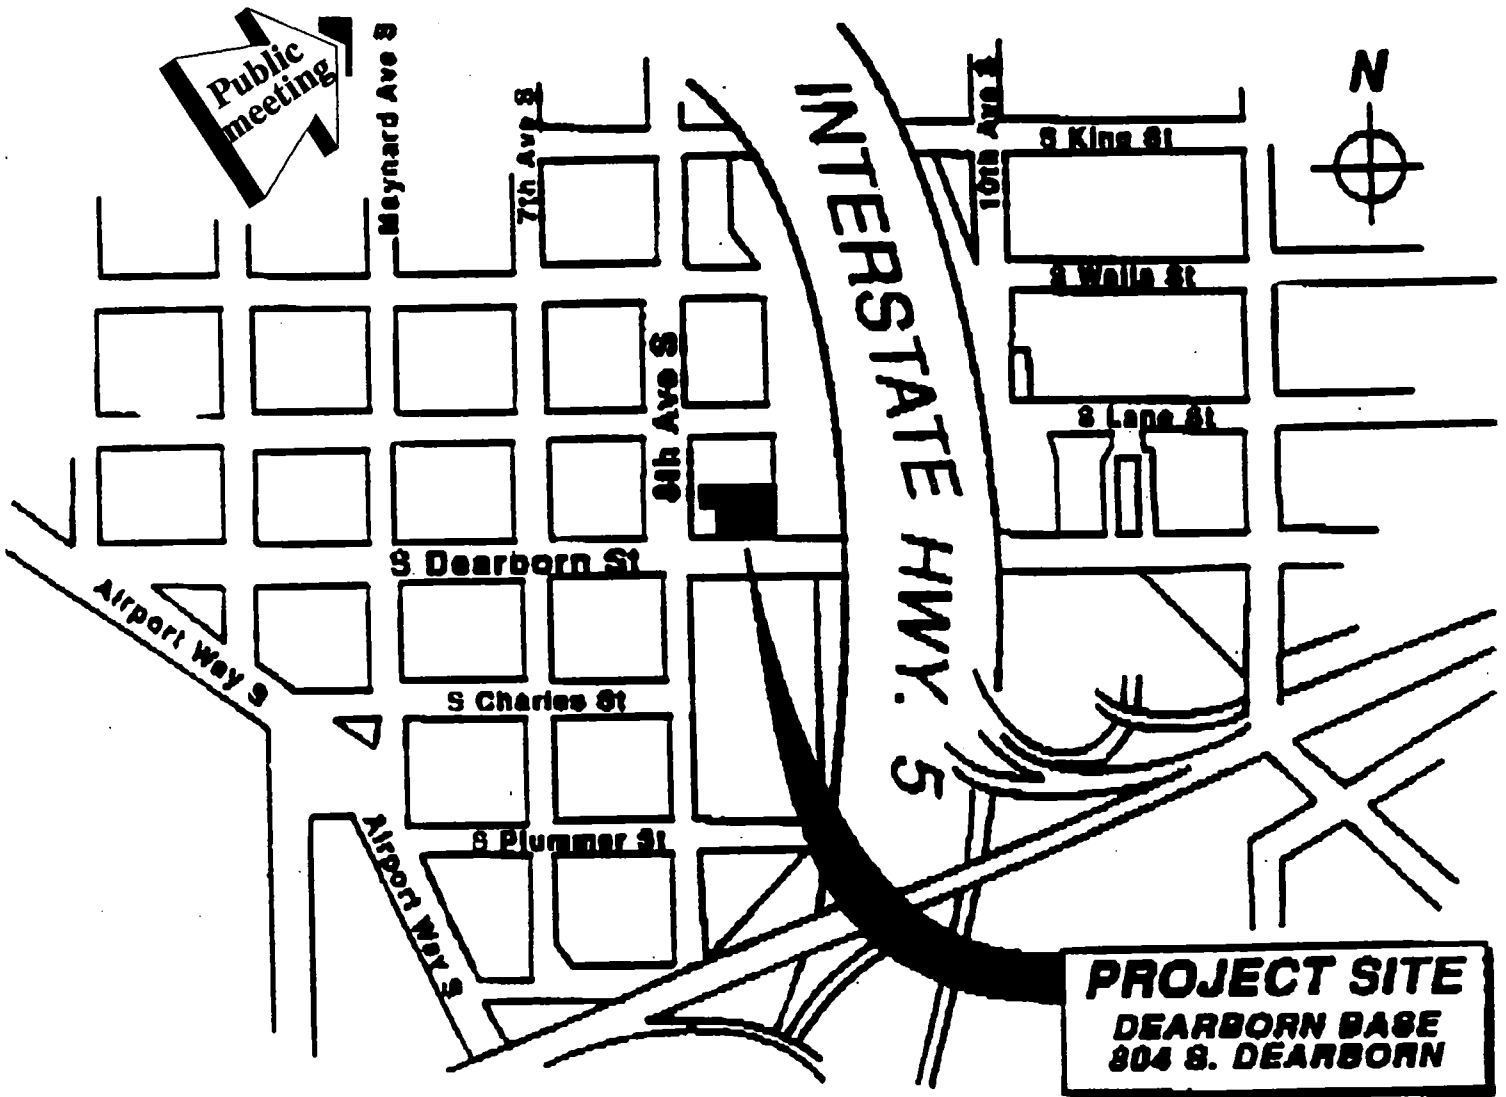 Public
meeting
Maynard Ave S
7th Ave S
10th Ave S
N
S King St
INTERSTATE HWY. 5
S Wells St
8th Ave S
S Lane St
S Dearborn St
Airport Way S
S Charles St
S Plummer St
Airport Way S
PROJECT SITE
DEARBORN BASE
804 S. DEARBORN